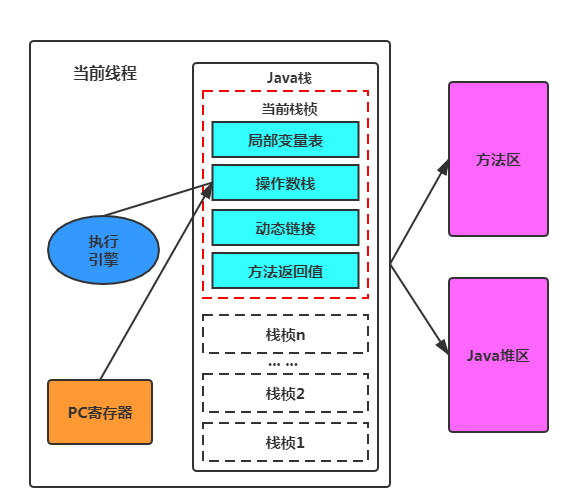 当前线程
Java栈
当前栈桢
局部变量表
操作数栈
动态链接
方法返回值
执行
引擎
PC寄存器
栈桢n
... ...
栈桢2
栈桢1
方法区
Java堆区